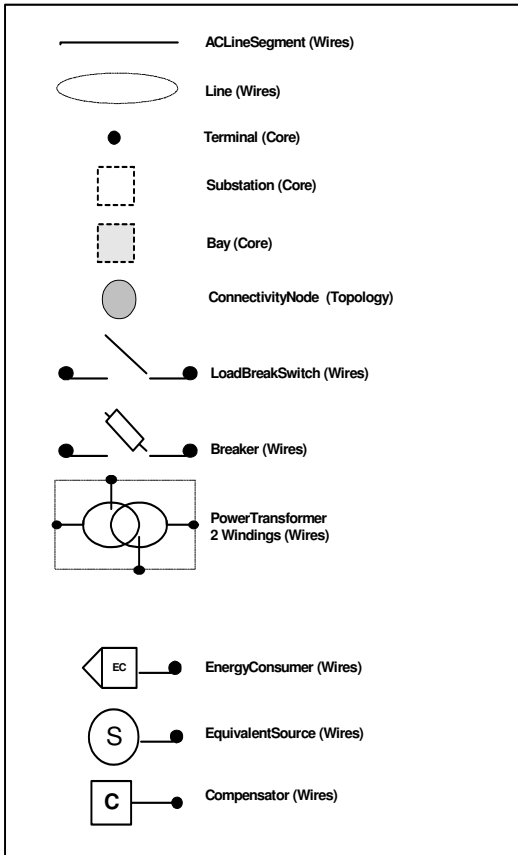 ACLineSegment (Wires)
Line (Wires)
Terminal (Core)
Substation (Core)
Bay (Core)
ConnectivityNode (Topology)
LoadBreakSwitch (Wires)
Breaker (Wires)
PowerTransformer
2 Windings (Wires)
EC
EnergyConsumer (Wires)
S
EquivalentSource (Wires)
C
Compensator (Wires)